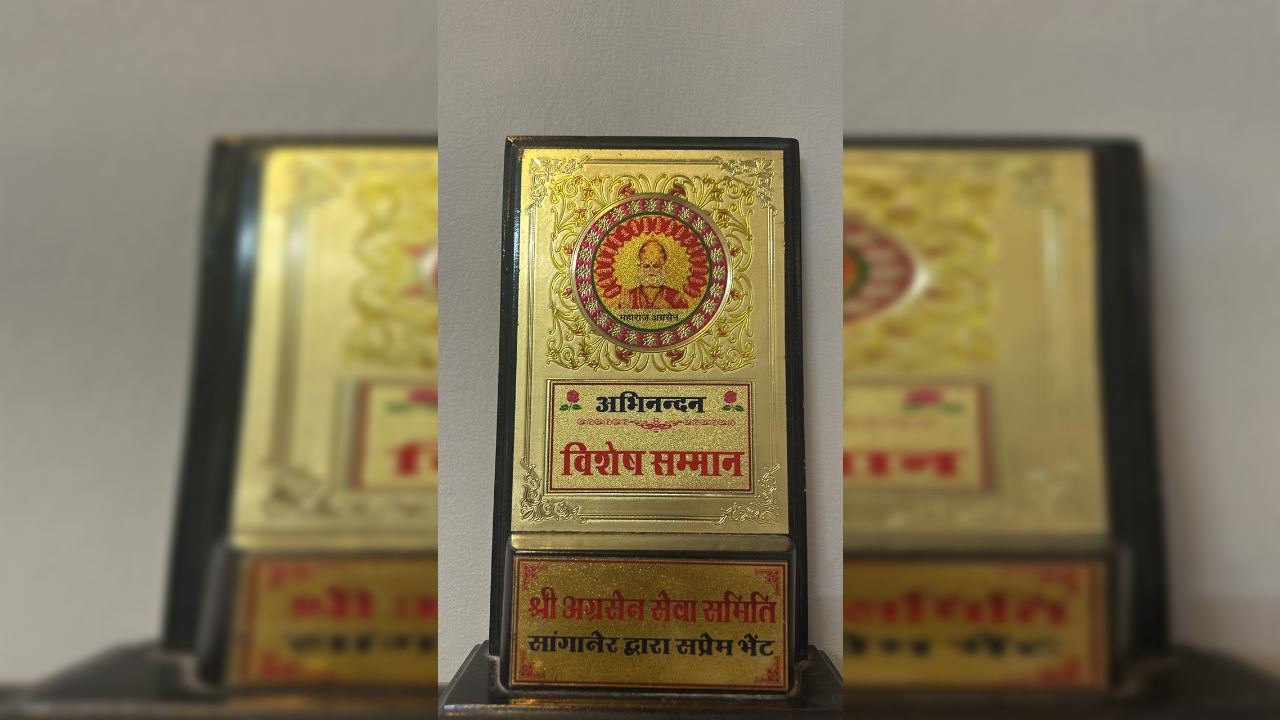 महाराज अग्रसेन
अभिनन्दन
विशेष सम्मान
श्री अग्रसेन सेवा समिति
सांगानेर द्वारा सप्रेम भेंट